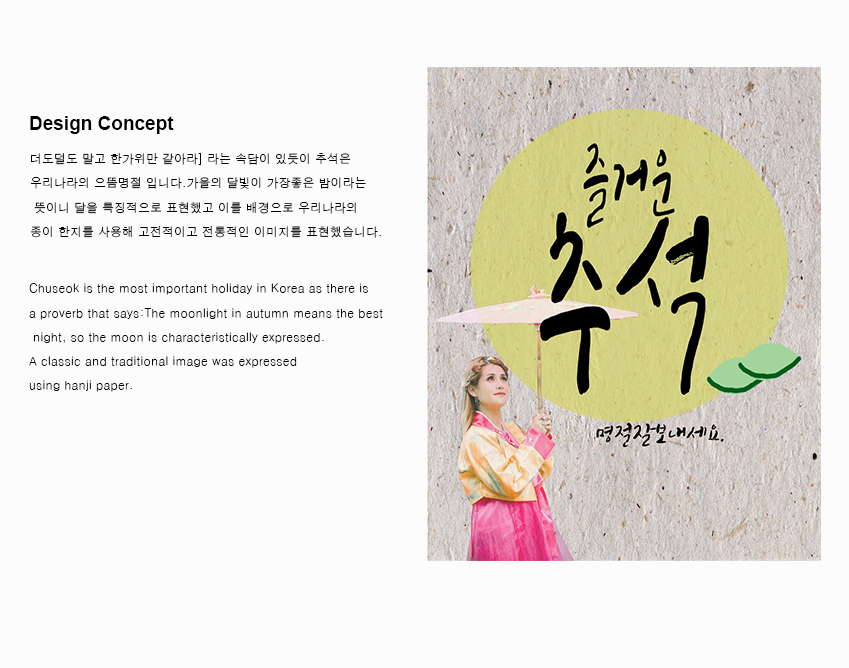 Design Concept
더도덜도 말고 한가위만 같아라] 라는 속담이 있듯이 추석은
우리나라의 으뜸명절 입니다.가을의 달빛이 가장좋은 밤이라는
뜻이니 달을 특징적으로 표현했고 이를 배경으로 우리나라의
종이 한지를 사용해 고전적이고 전통적인 이미지를 표현했습니다.
Chuseok is the most important holiday in Korea as there is
a proverb that says:The moonlight in autumn means the best
night, so the moon is characteristically expressed.
A classic and traditional image was expressed
using hanji paper.
즐거운
추석
명절잘보내세요.